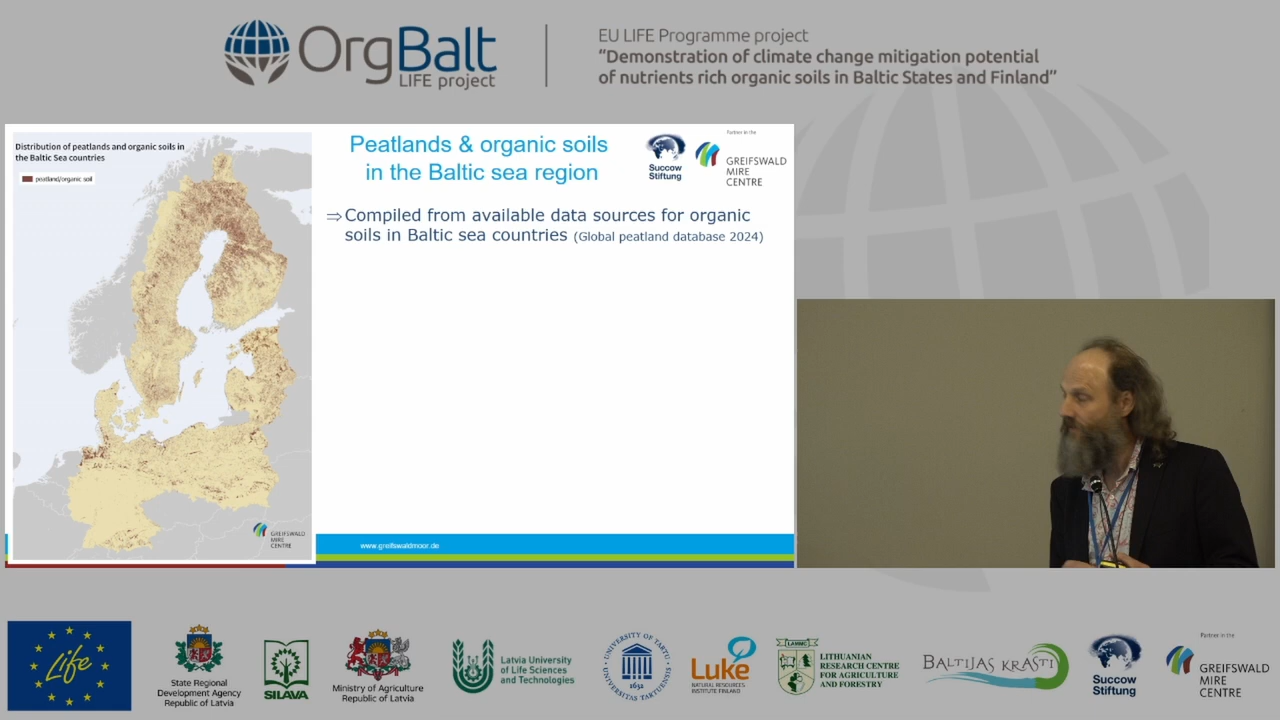 OrgBalt
LIFE project
EU LIFE Programme project
"Demonstration of climate change mitigation potential
of nutrients rich organic soils in Baltic States and Finland"
Distribution of peatlands and organic soils in
the Baltic Sea countries
peatland/organic soil
GREIFSWALD
MIRE
CENTRE
Peatlands & organic soils
in the Baltic sea region
Succow
Stiftung
Partner in the
GREIFSWALD
MIRE
CENTRE
⇒ Compiled from available data sources for organic
soils in Baltic sea countries (Global peatland database 2024)
www.greifswaldmoor.de
Life
State Regional
Development Agency
Republic of Latvia
SILAVA
Ministry of Agriculture
Republic of Latvia
Latvia University
of Life Sciences
and Technologies
UNIVERSITY OF TARTU
UNIVERSITAS TARTUENSIS
1632
Luke
NATURAL RESOURCES
INSTITUTE FINLAND
LAMMC
LITHUANIAN
RESEARCH CENTRE
FOR AGRICULTURE
AND FORESTRY
BALTIJAS KRASTI
Succow
Stiftung
Partner in the
GREIFSWALD
MIRE
CENTRE